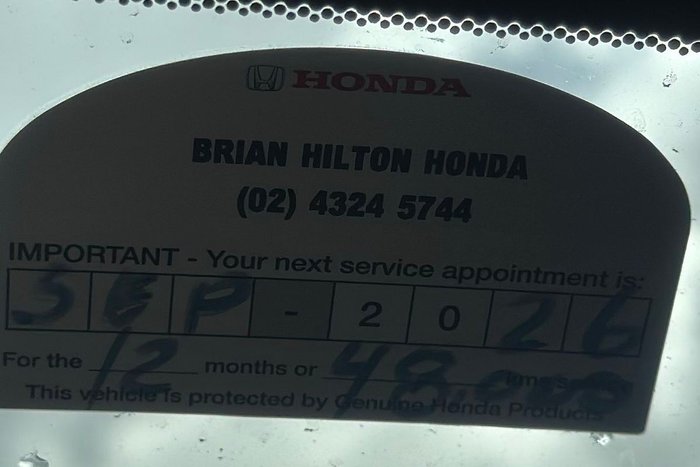 HONDA
BRIAN HILTON HONDA
(02) 4324 5744
IMPORTANT - Your next service appointment is:
SEP - 2026
For the 12 months or 48,000 kms
This vehicle is protected by Genuine Honda Products